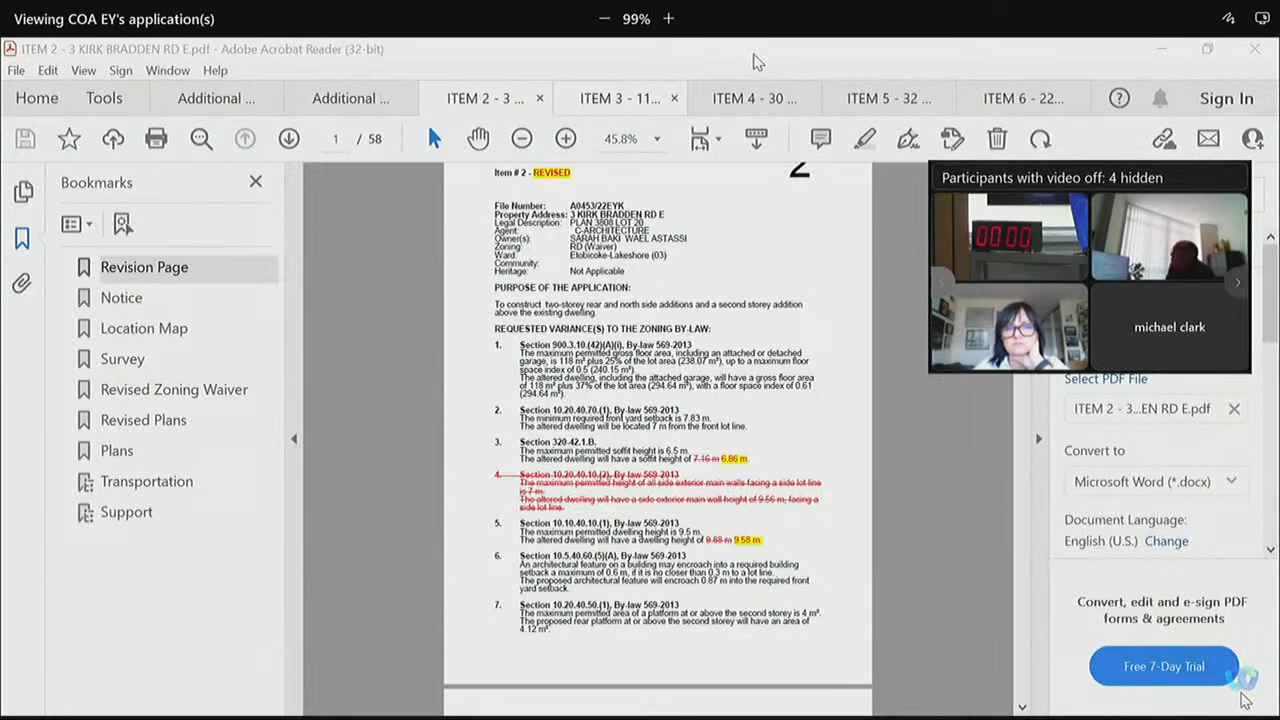 Viewing COA EY's application(s)
99%
ITEM 2 - 3 KIRK BRADDEN RD E.pdf - Adobe Acrobat Reader (32-bit)
File Edit View Sign Window Help
Home Tools Additional ... Additional ... ITEM 2 - 3 ... ITEM 3 - 11... ITEM 4 - 30 ... ITEM 5 - 32 ... ITEM 6 - 22... Sign In
1 / 58 45.8%
Bookmarks
Revision Page
Notice
Location Map
Survey
Revised Zoning Waiver
Revised Plans
Plans
Transportation
Support
Item # 2 - REVISED
2
File Number: A0453/22EYK
Property Address: 3 KIRK BRADDEN RD E
Legal Description: PLAN 3808 LOT 20
Agent: C-ARCHITECTURE
Owner(s): SARAH BAKI WAEL ASTASSI
Zoning: RD (Waiver)
Ward: Etobicoke-Lakeshore (03)
Community:
Heritage: Not Applicable
PURPOSE OF THE APPLICATION:
To construct two-storey rear and north side additions and a second storey addition
above the existing dwelling.
REQUESTED VARIANCE(S) TO THE ZONING BY-LAW:
1. Section 900.3.10.(42)(A)(i), By-law 569-2013
The maximum permitted gross floor area, including an attached or detached
garage, is 118 m² plus 25% of the lot area (238.07 m²), up to a maximum floor
space index of 0.5 (240.15 m²).
The altered dwelling, including the attached garage, will have a gross floor area
of 118 m² plus 37% of the lot area (294.64 m²), with a floor space index of 0.61
(294.64 m²).
2. Section 10.20.40.70.(1), By-law 569-2013
The minimum required front yard setback is 7.83 m.
The altered dwelling will be located 7 m from the front lot line.
3. Section 320-42.1.B.
The maximum permitted soffit height is 6.5 m.
The altered dwelling will have a soffit height of 7.16 m 6.86 m.
4. Section 10.20.40.10.(2), By-law 569-2013
The maximum permitted height of all side exterior main walls facing a side lot line
is 7 m.
The altered dwelling will have a side exterior main wall height of 9.56 m, facing a
side lot line.
5. Section 10.10.40.10.(1), By-law 569-2013
The maximum permitted dwelling height is 9.5 m.
The altered dwelling will have a dwelling height of 9.88 m 9.58 m.
6. Section 10.5.40.60.(5)(A), By-law 569-2013
An architectural feature on a building may encroach into a required building
setback a maximum of 0.6 m, if it is no closer than 0.3 m to a lot line.
The proposed architectural feature will encroach 0.87 m into the required front
yard setback.
7. Section 10.20.40.50.(1), By-law 569-2013
The maximum permitted area of a platform at or above the second storey is 4 m².
The proposed rear platform at or above the second storey will have an area of
4.12 m².
Participants with video off: 4 hidden
00:00
michael clark
Select PDF File
ITEM 2 - 3...EN RD E.pdf
Convert to
Microsoft Word (*.docx)
Document Language:
English (U.S.) Change
Convert, edit and e-sign PDF
forms & agreements
Free 7-Day Trial